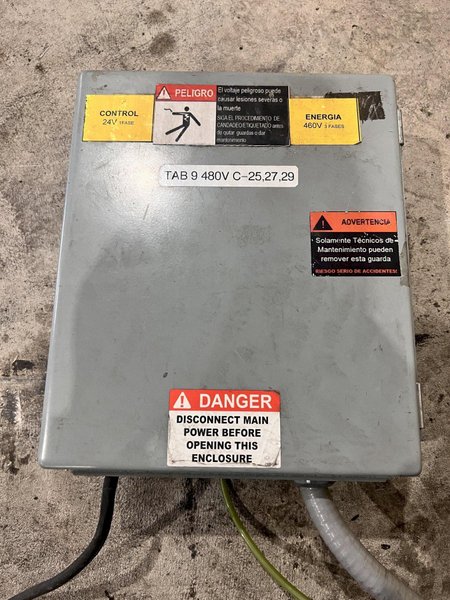 CONTROL
24V 1FASE
PELIGRO
El voltaje peligroso puede
causar lesiones severas o
la muerte
SIGA EL PROCEDIMIENTO DE
CANDADEO/ETIQUETADO antes
de quitar guardas o dar
mantenimiento
ENERGIA
460V 3 FASES
TAB 9 480V C-25,27,29
ADVERTENCIA
Solamente Técnicos de
Mantenimiento pueden
remover esta guarda
RIESGO SERIO DE ACCIDENTES!
DANGER
DISCONNECT MAIN
POWER BEFORE
OPENING THIS
ENCLOSURE